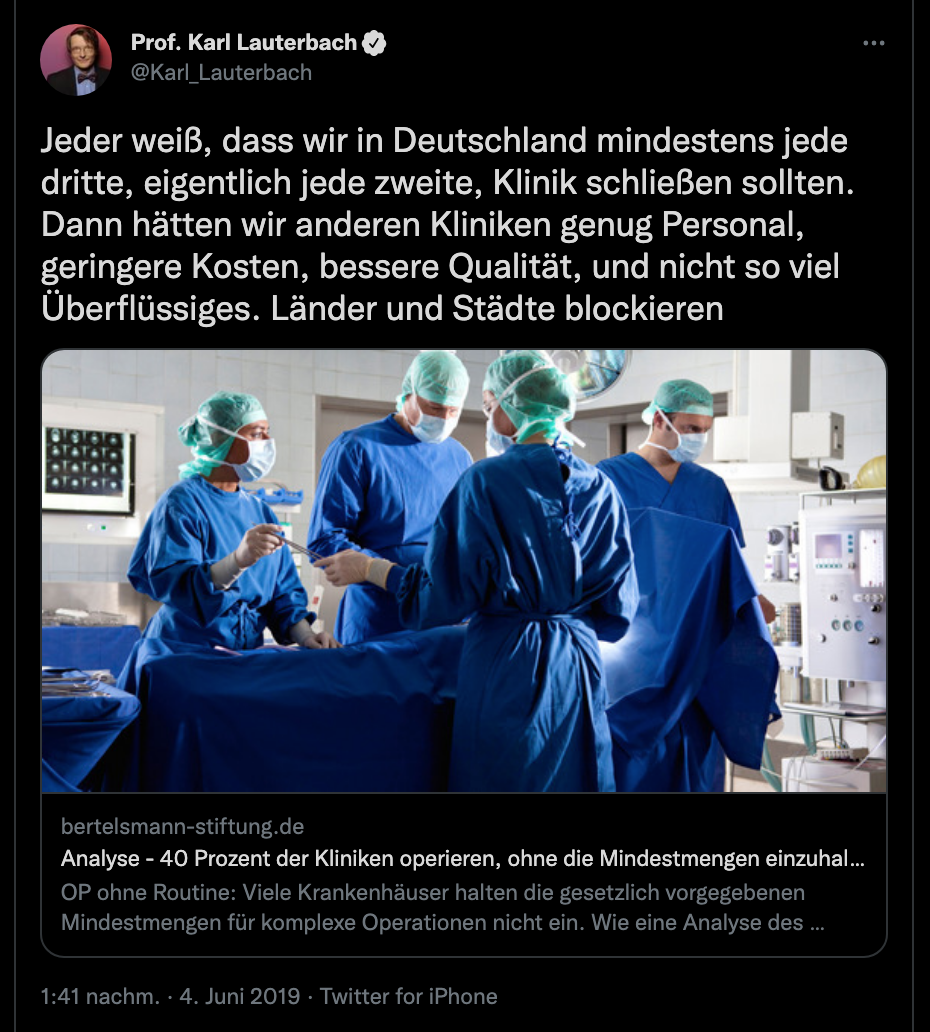 Prof. Karl Lauterbach
@Karl_Lauterbach
Jeder weiß, dass wir in Deutschland mindestens jede
dritte, eigentlich jede zweite, Klinik schließen sollten.
Dann hätten wir anderen Kliniken genug Personal,
geringere Kosten, bessere Qualität, und nicht so viel
Überflüssiges. Länder und Städte blockieren
bertelsmann-stiftung.de
Analyse - 40 Prozent der Kliniken operieren, ohne die Mindestmengen einzuhal...
OP ohne Routine: Viele Krankenhäuser halten die gesetzlich vorgegebenen
Mindestmengen für komplexe Operationen nicht ein. Wie eine Analyse des ...
1:41 nachm. · 4. Juni 2019 · Twitter for iPhone